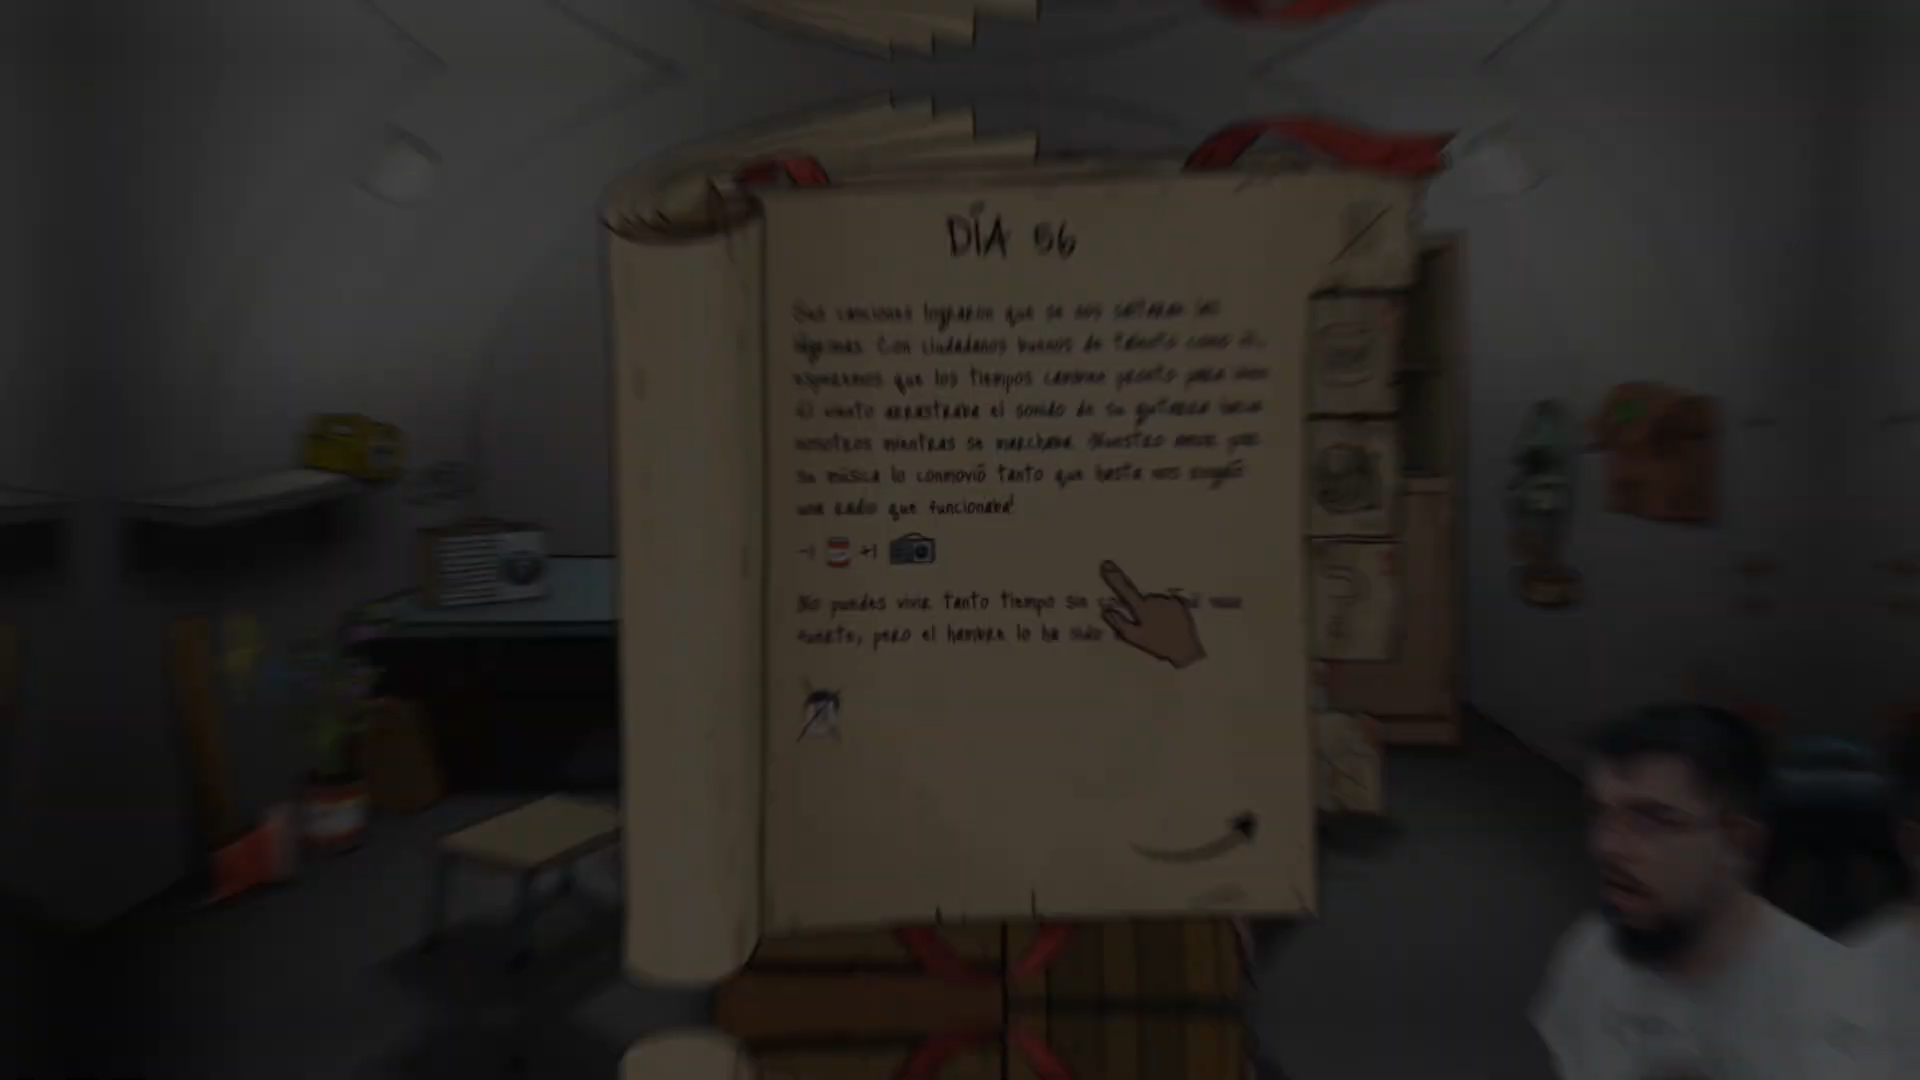 DÍA 56
Sus canciones lograron que se nos saltaran las
lágrimas. Con ciudadanos buenos de talento como él,
esperemos que los tiempos cambien pronto para bien.
El viento arrastraba el sonido de su guitarra hacia
nosotros mientras se marchaba. ¡Nuestro amor por
su música lo conmovió tanto que hasta nos
una radio que funcionaba!
-1 +1
No puedes vivir tanto tiempo sin
fuerte, pero el hambre lo ha sido